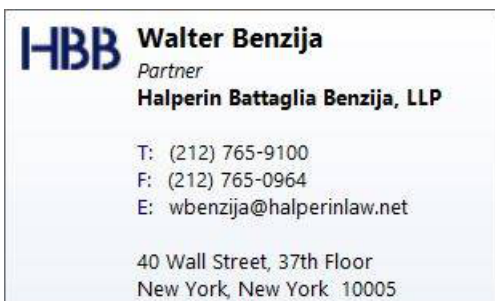 HBB
Walter Benzija
Partner
Halperin Battaglia Benzija, LLP
T: (212) 765-9100
F: (212) 765-0964
E: wbenzija@halperinlaw.net
40 Wall Street, 37th Floor
New York, New York 10005